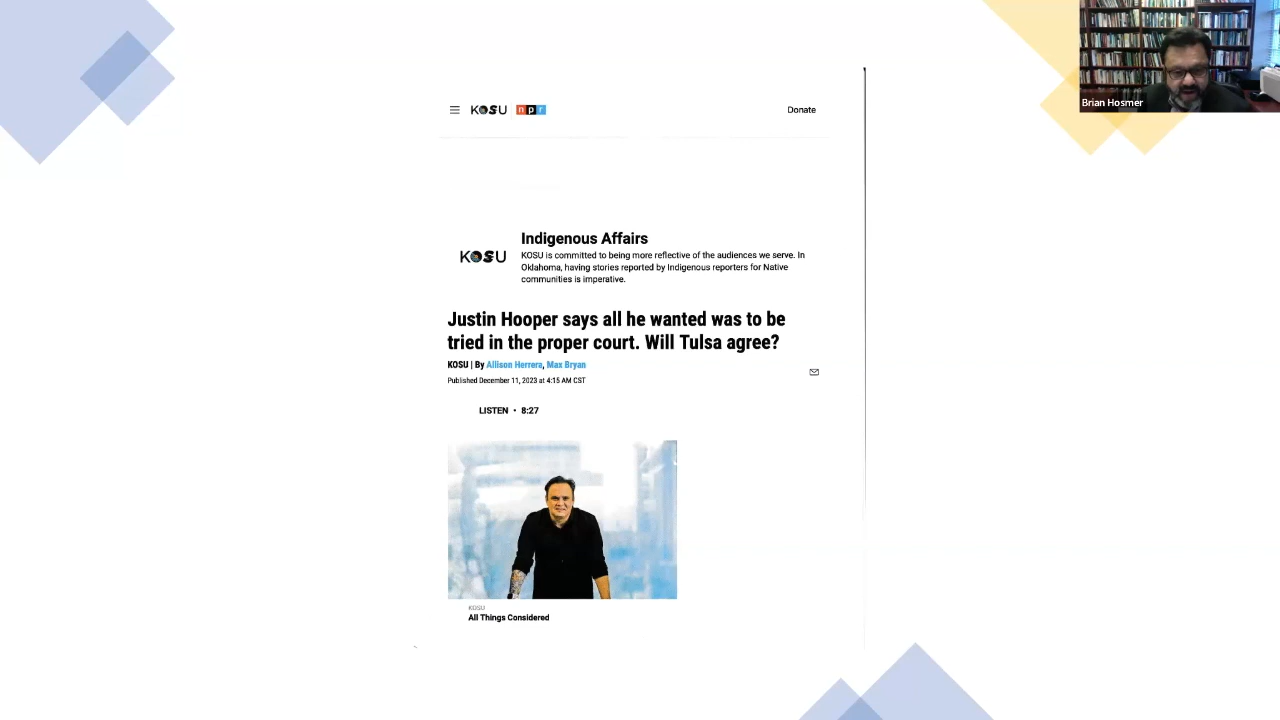 KOSU npr
Donate
Brian Hosmer
KOSU
Indigenous Affairs
KOSU is committed to being more reflective of the audiences we serve. In
Oklahoma, having stories reported by Indigenous reporters for Native
communities is imperative.
Justin Hooper says all he wanted was to be
tried in the proper court. Will Tulsa agree?
KOSU | By Allison Herrera, Max Bryan
Published December 11, 2023 at 4:15 AM CST
LISTEN • 8:27
KOSU
All Things Considered